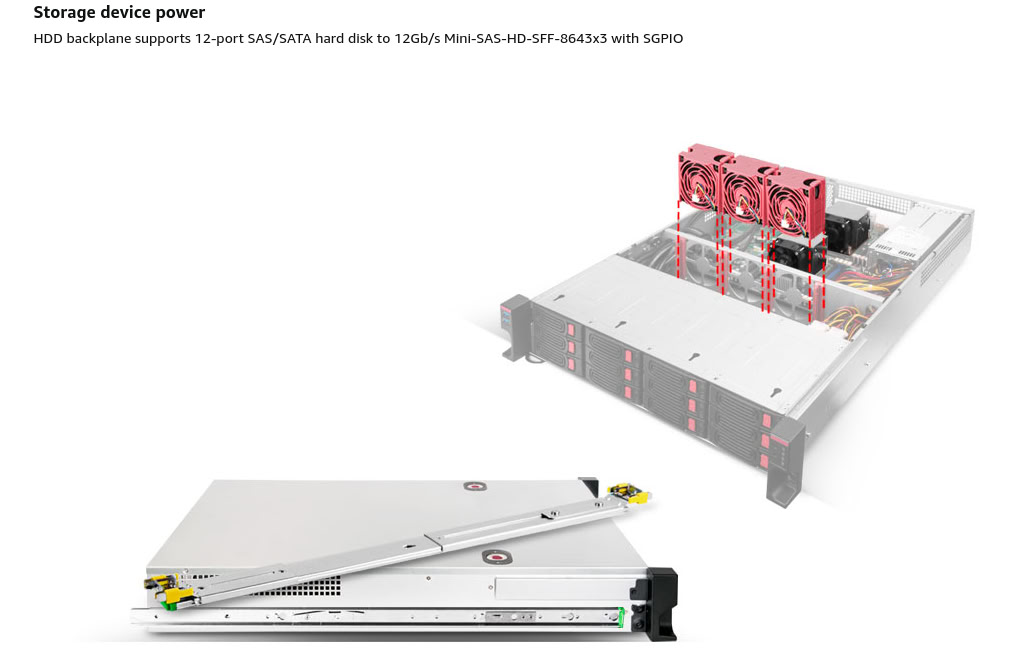 Storage device power
HDD backplane supports 12-port SAS/SATA hard disk to 12Gb/s Mini-SAS-HD-SFF-8643x3 with SGPIO